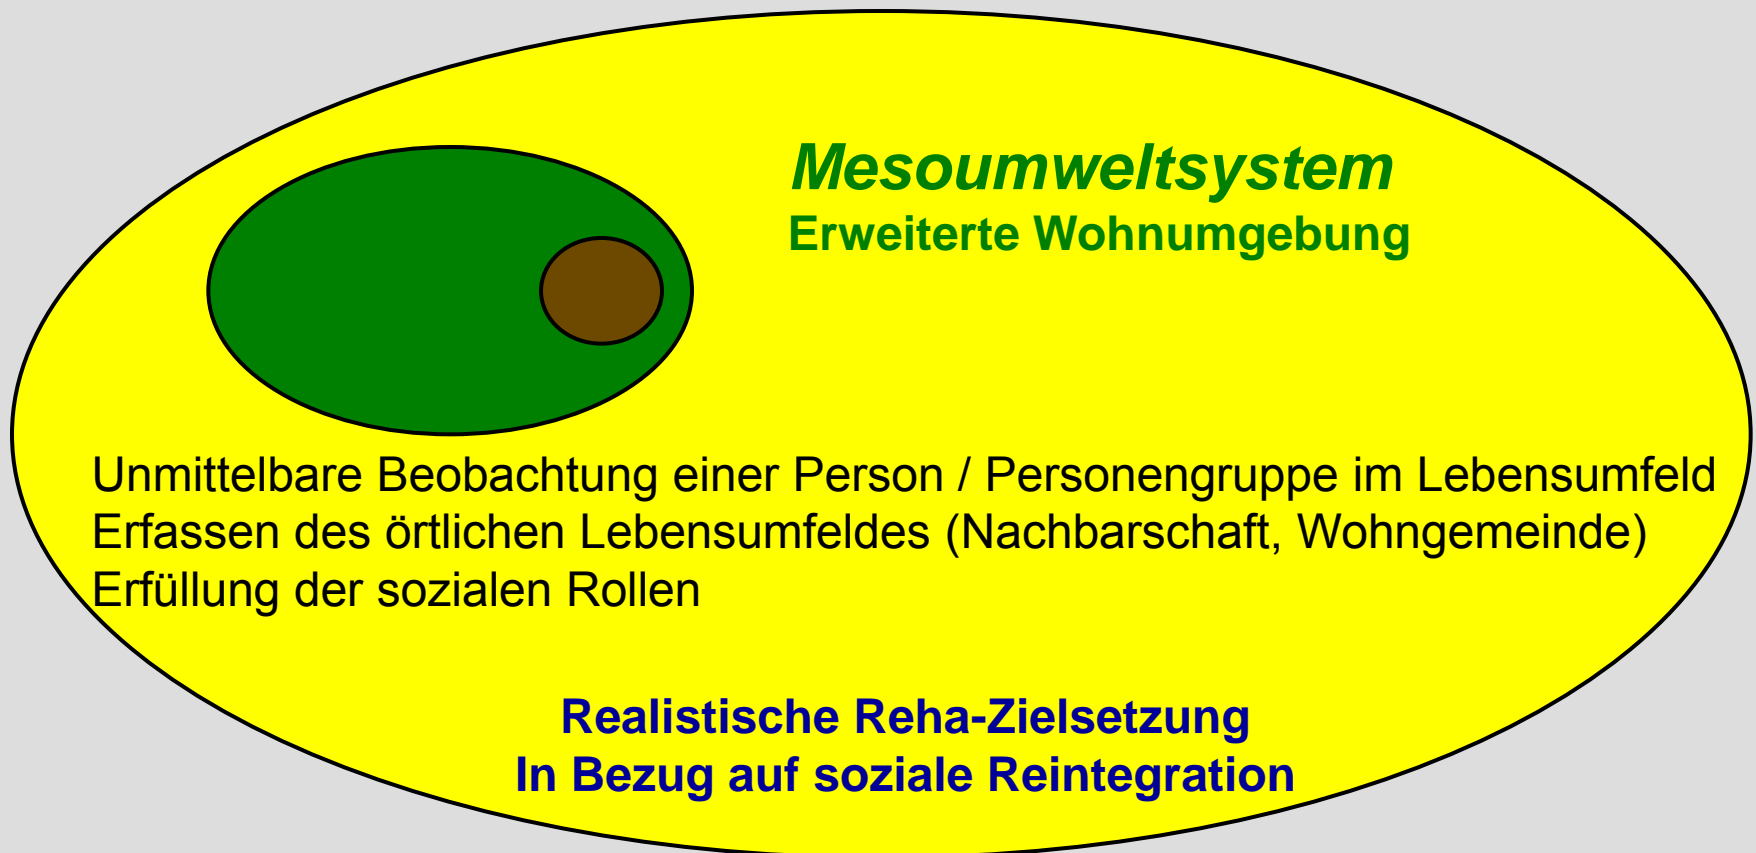 Mesoumweltsystem
Erweiterte Wohnumgebung
Unmittelbare Beobachtung einer Person / Personengruppe im Lebensumfeld
Erfassen des örtlichen Lebensumfeldes (Nachbarschaft, Wohngemeinde)
Erfüllung der sozialen Rollen
Realistische Reha-Zielsetzung
In Bezug auf soziale Reintegration